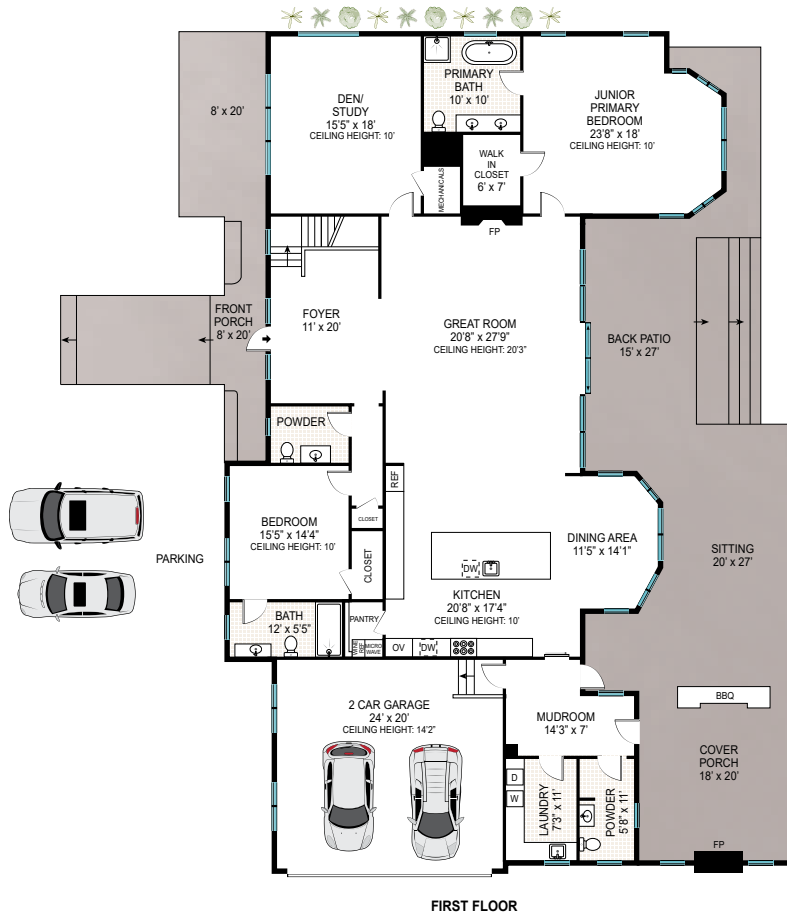 PRIMARY
BATH
10' x 10'
DEN/
STUDY
15'5" x 18'
CEILING HEIGHT: 10'
JUNIOR
PRIMARY
BEDROOM
23'8" x 18'
CEILING HEIGHT: 10'
8' x 20'
WALK
IN
CLOSET
6' x 7'
MECHANICALS
FP
FOYER
11' x 20'
FRONT
PORCH
8' x 20'
GREAT ROOM
20'8" x 27'9"
CEILING HEIGHT: 20'3"
BACK PATIO
15' x 27'
POWDER
REF
BEDROOM
15'5" x 14'4"
CEILING HEIGHT: 10'
CLOSET
CLOSET
DINING AREA
11'5" x 14'1"
SITTING
20' x 27'
PARKING
DW
KITCHEN
20'8" x 17'4"
CEILING HEIGHT: 10'
BATH
12' x 5'5"
PANTRY
WINE
REF
MICRO
WAVE
OV
DW
2 CAR GARAGE
24' x 20'
CEILING HEIGHT: 14'2"
MUDROOM
14'3" x 7'
BBQ
COVER
PORCH
18' x 20'
D
W
LAUNDRY
7'3" x 11'
POWDER
5'8" x 11'
FP
FIRST FLOOR